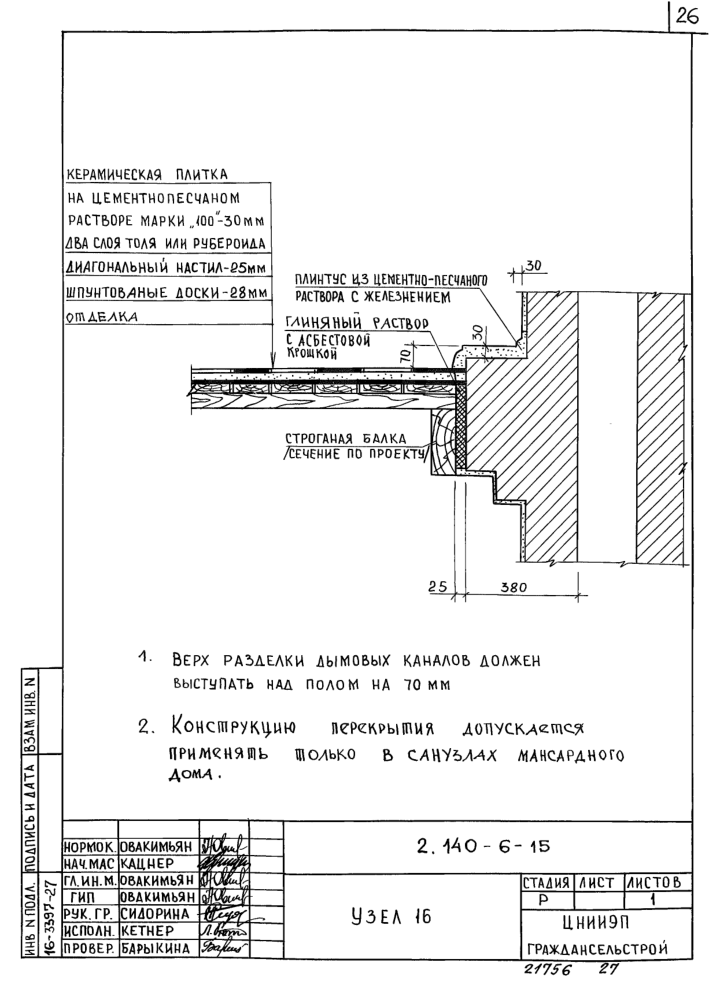 26
КЕРАМИЧЕСКАЯ ПЛИТКА
НА ЦЕМЕНТНОПЕСЧАНОМ
РАСТВОРЕ МАРКИ „100"-30мм
ДВА СЛОЯ ТОЛЯ ИЛИ РУБЕРОИДА
ДИАГОНАЛЬНЫЙ НАСТИЛ-25мм
ШПУНТОВАНЫЕ ДОСКИ-28мм
ОТДЕЛКА
30
ПЛИНТУС ИЗ ЦЕМЕНТНО-ПЕСЧАНОГО
РАСТВОРА С ЖЕЛЕЗНЕНИЕМ
ГЛИНЯНЫЙ РАСТВОР
С АСБЕСТОВОЙ
КРОШКОЙ
70
30
СТРОГАНАЯ БАЛКА
/СЕЧЕНИЕ ПО ПРОЕКТУ/
25
380
1. ВЕРХ РАЗДЕЛКИ ДЫМОВЫХ КАНАЛОВ ДОЛЖЕН
ВЫСТУПАТЬ НАД ПОЛОМ НА 70 ММ
2. КОНСТРУКЦИЮ ПЕРЕКРЫТИЯ ДОПУСКАЕТСЯ
ПРИМЕНЯТЬ ТОЛЬКО В САНУЗЛАХ МАНСАРДНОГО
ДОМА.
ВЗАМ ИНВ. N
ПОДПИСЬ И ДАТА
ИНВ N ПОДЛ.
16-3397-27
НОРМОК. ОВАКИМЬЯН
НАЧ.МАС КАЦНЕР
ГЛ.ИН.М. ОВАКИМЬЯН
ГИП ОВАКИМЬЯН
РУК. ГР. СИДОРИНА
ИСПОЛН. КЕТНЕР
ПРОВЕР. БАРЫКИНА
2.140-6-15
УЗЕЛ 16
СТАДИЯ ЛИСТ ЛИСТОВ
Р 1
ЦНИИЭП
ГРАЖДАНСЕЛЬСТРОЙ
21756 27